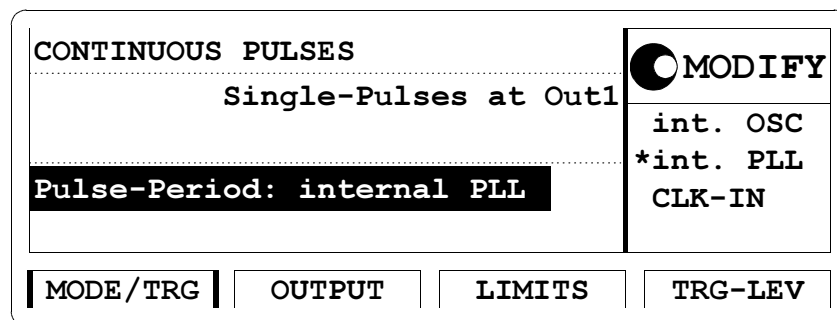 CONTINUOUS PULSES
Single-Pulses at Out1
Pulse-Period: internal PLL
MODIFY
int. OSC
*int. PLL
CLK-IN
MODE/TRG
OUTPUT
LIMITS
TRG-LEV